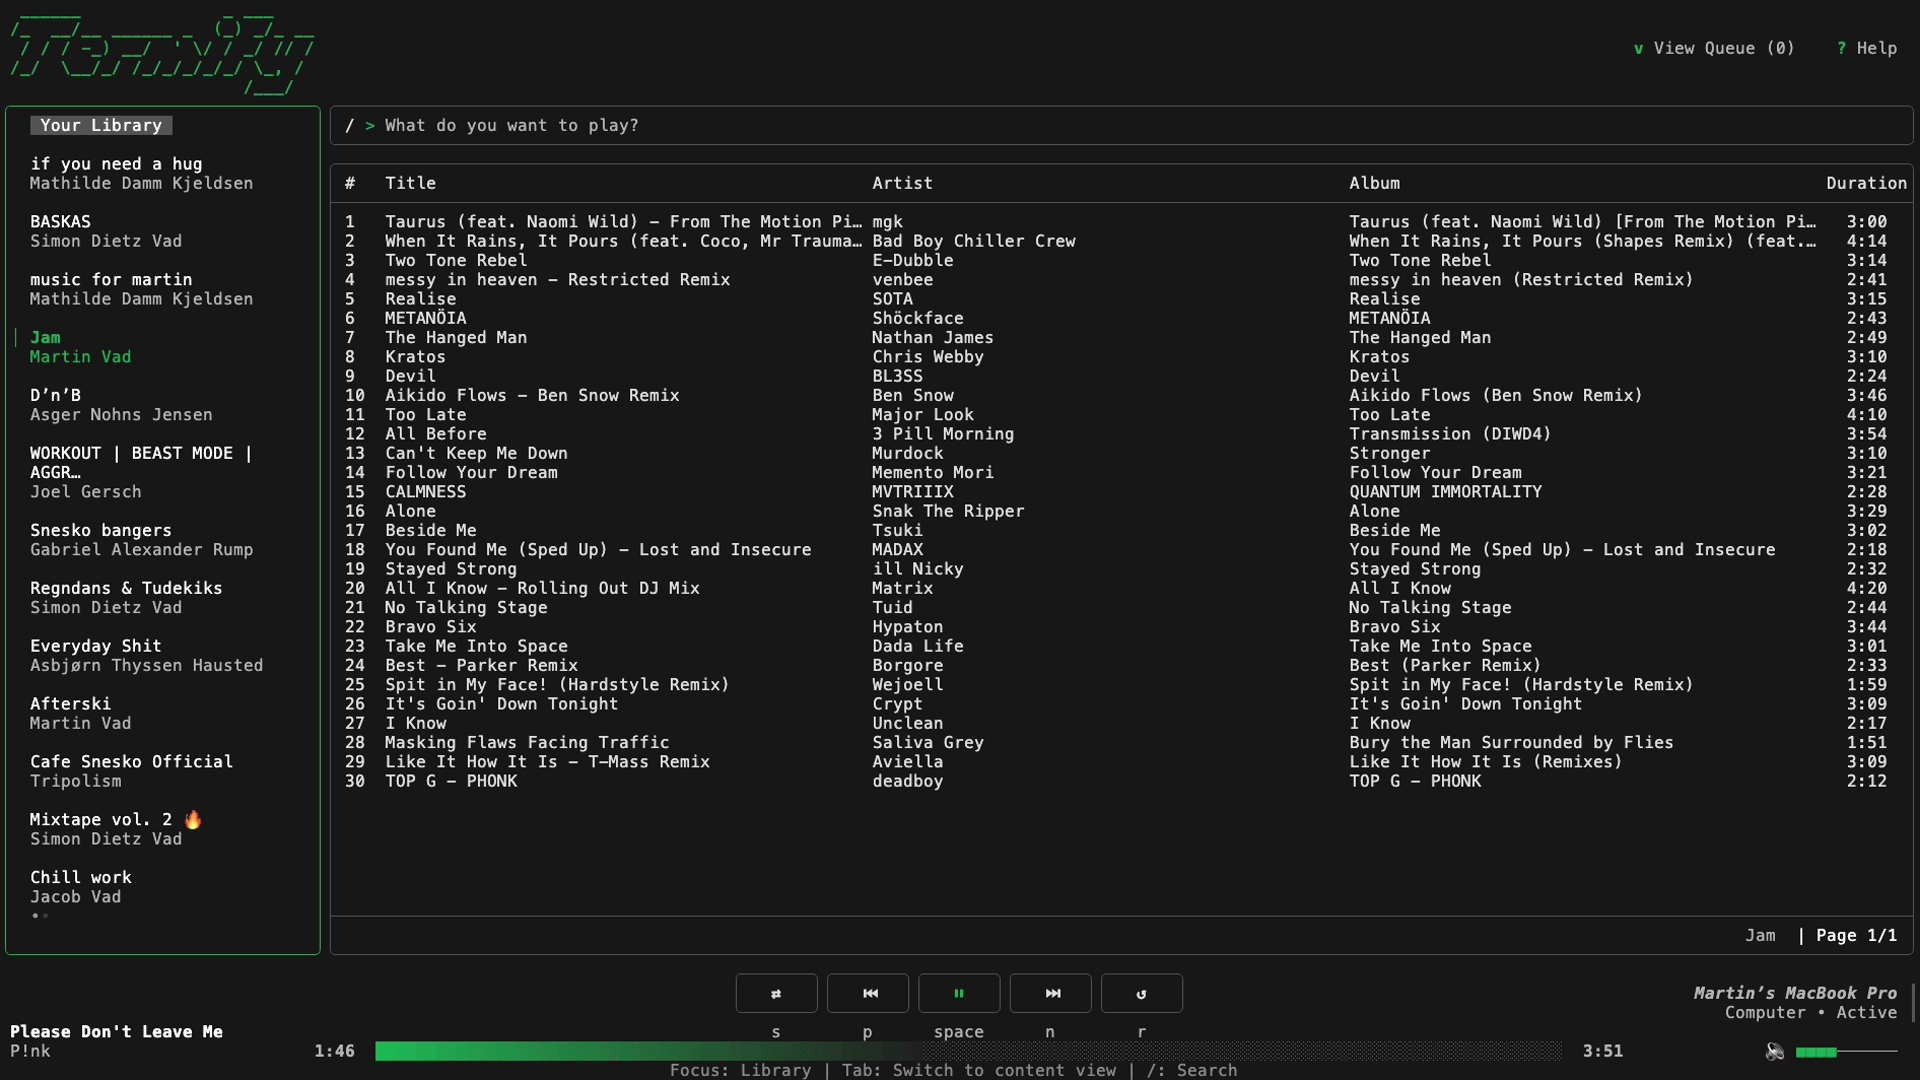 Termify
v View Queue (0) ? Help
Your Library
if you need a hug
Mathilde Damm Kjeldsen
BASKAS
Simon Dietz Vad
music for martin
Mathilde Damm Kjeldsen
Jam
Martin Vad
D’n’B
Asger Nohns Jensen
WORKOUT | BEAST MODE |
AGGR…
Joel Gersch
Snesko bangers
Gabriel Alexander Rump
Regndans & Tudekiks
Simon Dietz Vad
Everyday Shit
Asbjørn Thyssen Hausted
Afterski
Martin Vad
Cafe Snesko Official
Tripolism
Mixtape vol. 2 🔥
Simon Dietz Vad
Chill work
Jacob Vad
/ > What do you want to play?
# Title Artist Album Duration
1 Taurus (feat. Naomi Wild) – From The Motion Pi… mgk Taurus (feat. Naomi Wild) [From The Motion Pi… 3:00
2 When It Rains, It Pours (feat. Coco, Mr Trauma… Bad Boy Chiller Crew When It Rains, It Pours (Shapes Remix) (feat.… 4:14
3 Two Tone Rebel E-Dubble Two Tone Rebel 3:14
4 messy in heaven – Restricted Remix venbee messy in heaven (Restricted Remix) 2:41
5 Realise SOTA Realise 3:15
6 METANÖIA Shöckface METANÖIA 2:43
7 The Hanged Man Nathan James The Hanged Man 2:49
8 Kratos Chris Webby Kratos 3:10
9 Devil BL3SS Devil 2:24
10 Aikido Flows – Ben Snow Remix Ben Snow Aikido Flows (Ben Snow Remix) 3:46
11 Too Late Major Look Too Late 4:10
12 All Before 3 Pill Morning Transmission (DIWD4) 3:54
13 Can't Keep Me Down Murdock Stronger 3:10
14 Follow Your Dream Memento Mori Follow Your Dream 3:21
15 CALMNESS MVTRIIIX QUANTUM IMMORTALITY 2:28
16 Alone Snak The Ripper Alone 3:29
17 Beside Me Tsuki Beside Me 3:02
18 You Found Me (Sped Up) – Lost and Insecure MADAX You Found Me (Sped Up) – Lost and Insecure 2:18
19 Stayed Strong ill Nicky Stayed Strong 2:32
20 All I Know – Rolling Out DJ Mix Matrix All I Know 4:20
21 No Talking Stage Tuid No Talking Stage 2:44
22 Bravo Six Hypaton Bravo Six 3:44
23 Take Me Into Space Dada Life Take Me Into Space 3:01
24 Best – Parker Remix Borgore Best (Parker Remix) 2:33
25 Spit in My Face! (Hardstyle Remix) Wejoell Spit in My Face! (Hardstyle Remix) 1:59
26 It's Goin' Down Tonight Crypt It's Goin' Down Tonight 3:09
27 I Know Unclean I Know 2:17
28 Masking Flaws Facing Traffic Saliva Grey Bury the Man Surrounded by Flies 1:51
29 Like It How It Is – T-Mass Remix Aviella Like It How It Is (Remixes) 3:09
30 TOP G – PHONK deadboy TOP G – PHONK 2:12
Jam | Page 1/1
s p space n r
Martin’s MacBook Pro
Computer • Active
Please Don't Leave Me
P!nk
1:46 3:51
Focus: Library | Tab: Switch to content view | /: Search